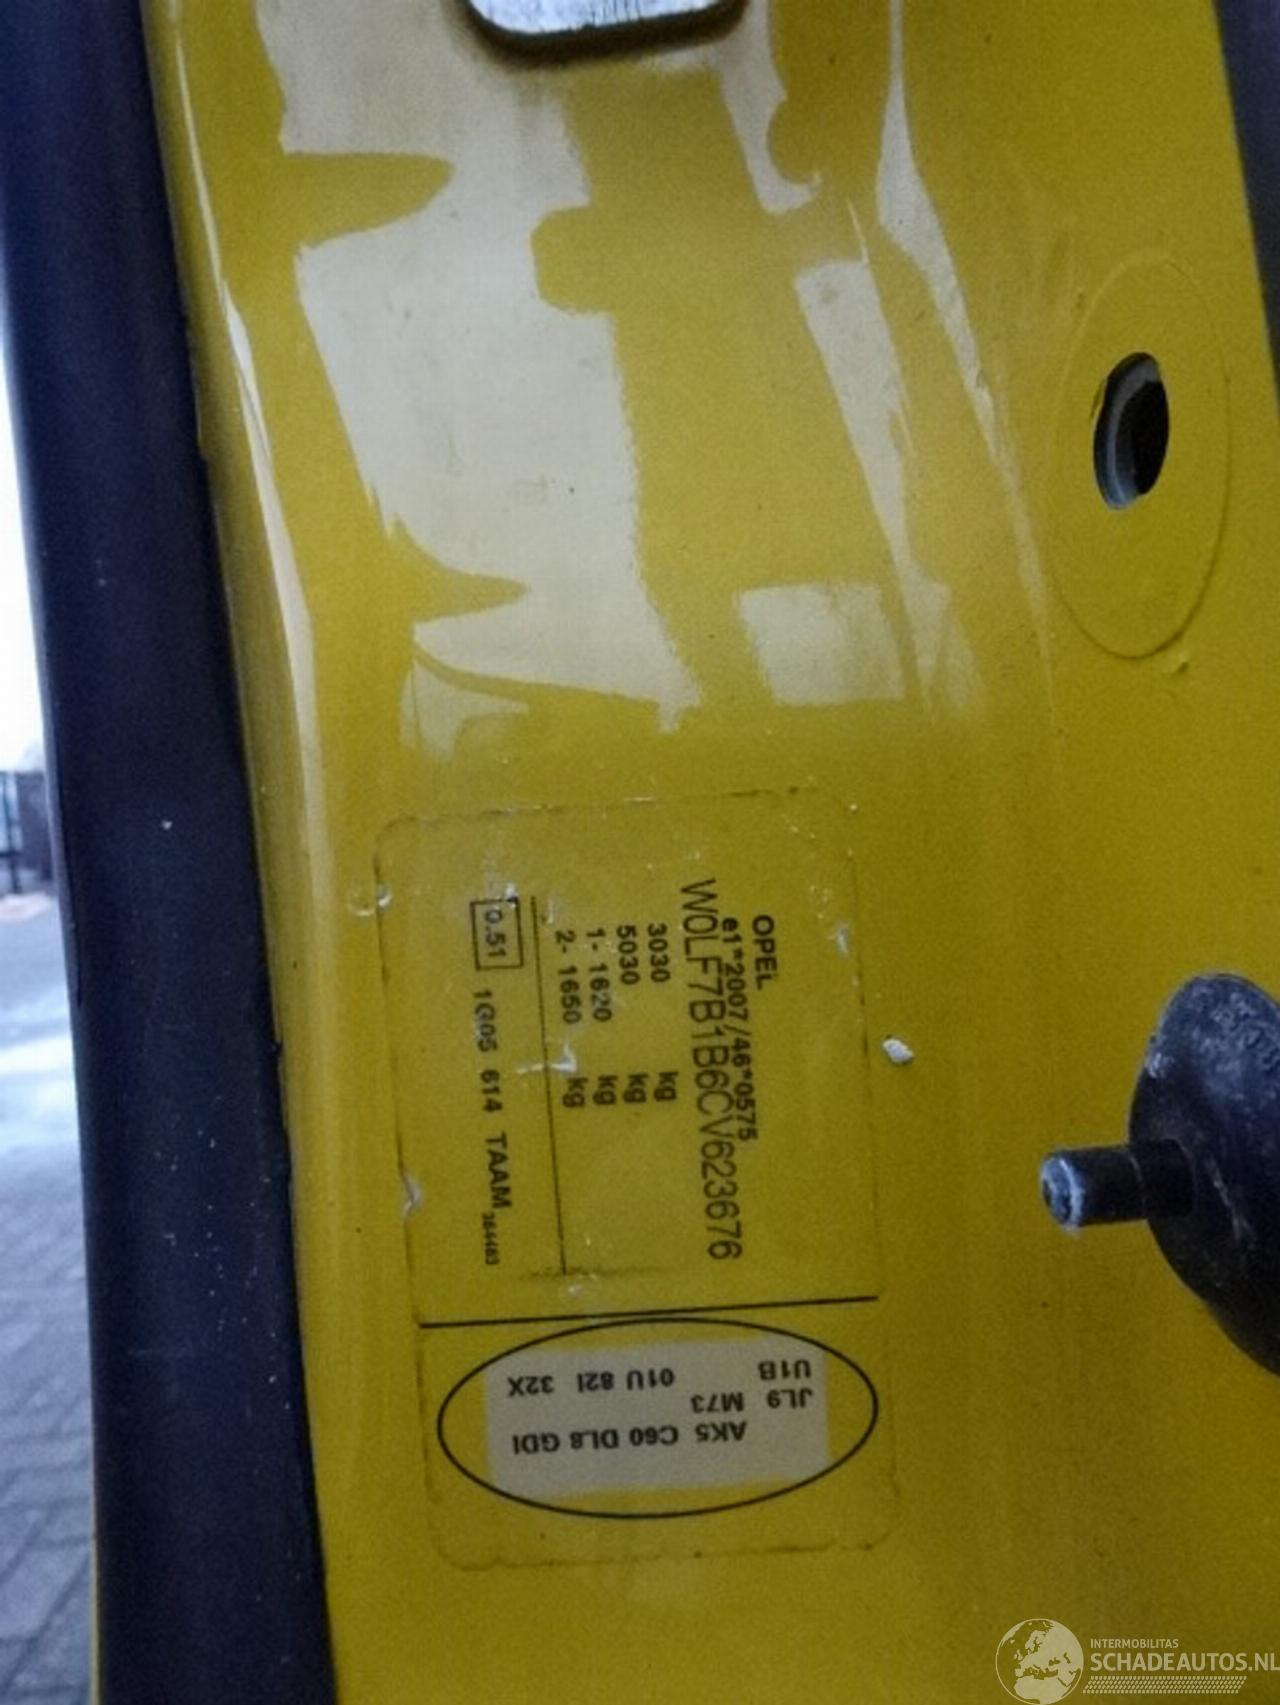 OPEL
e1*2007/46*0575
W0LF7B1B6CV623676
3030 kg
5030 kg
1- 1620 kg
2- 1650 kg
0.51 1G06 614 TAAM
U1B 01U 82I 32X
JL9 M73
AK5 C60 DL8 GDI
INTERMOBILITAS
SCHADEAUTOS.NL